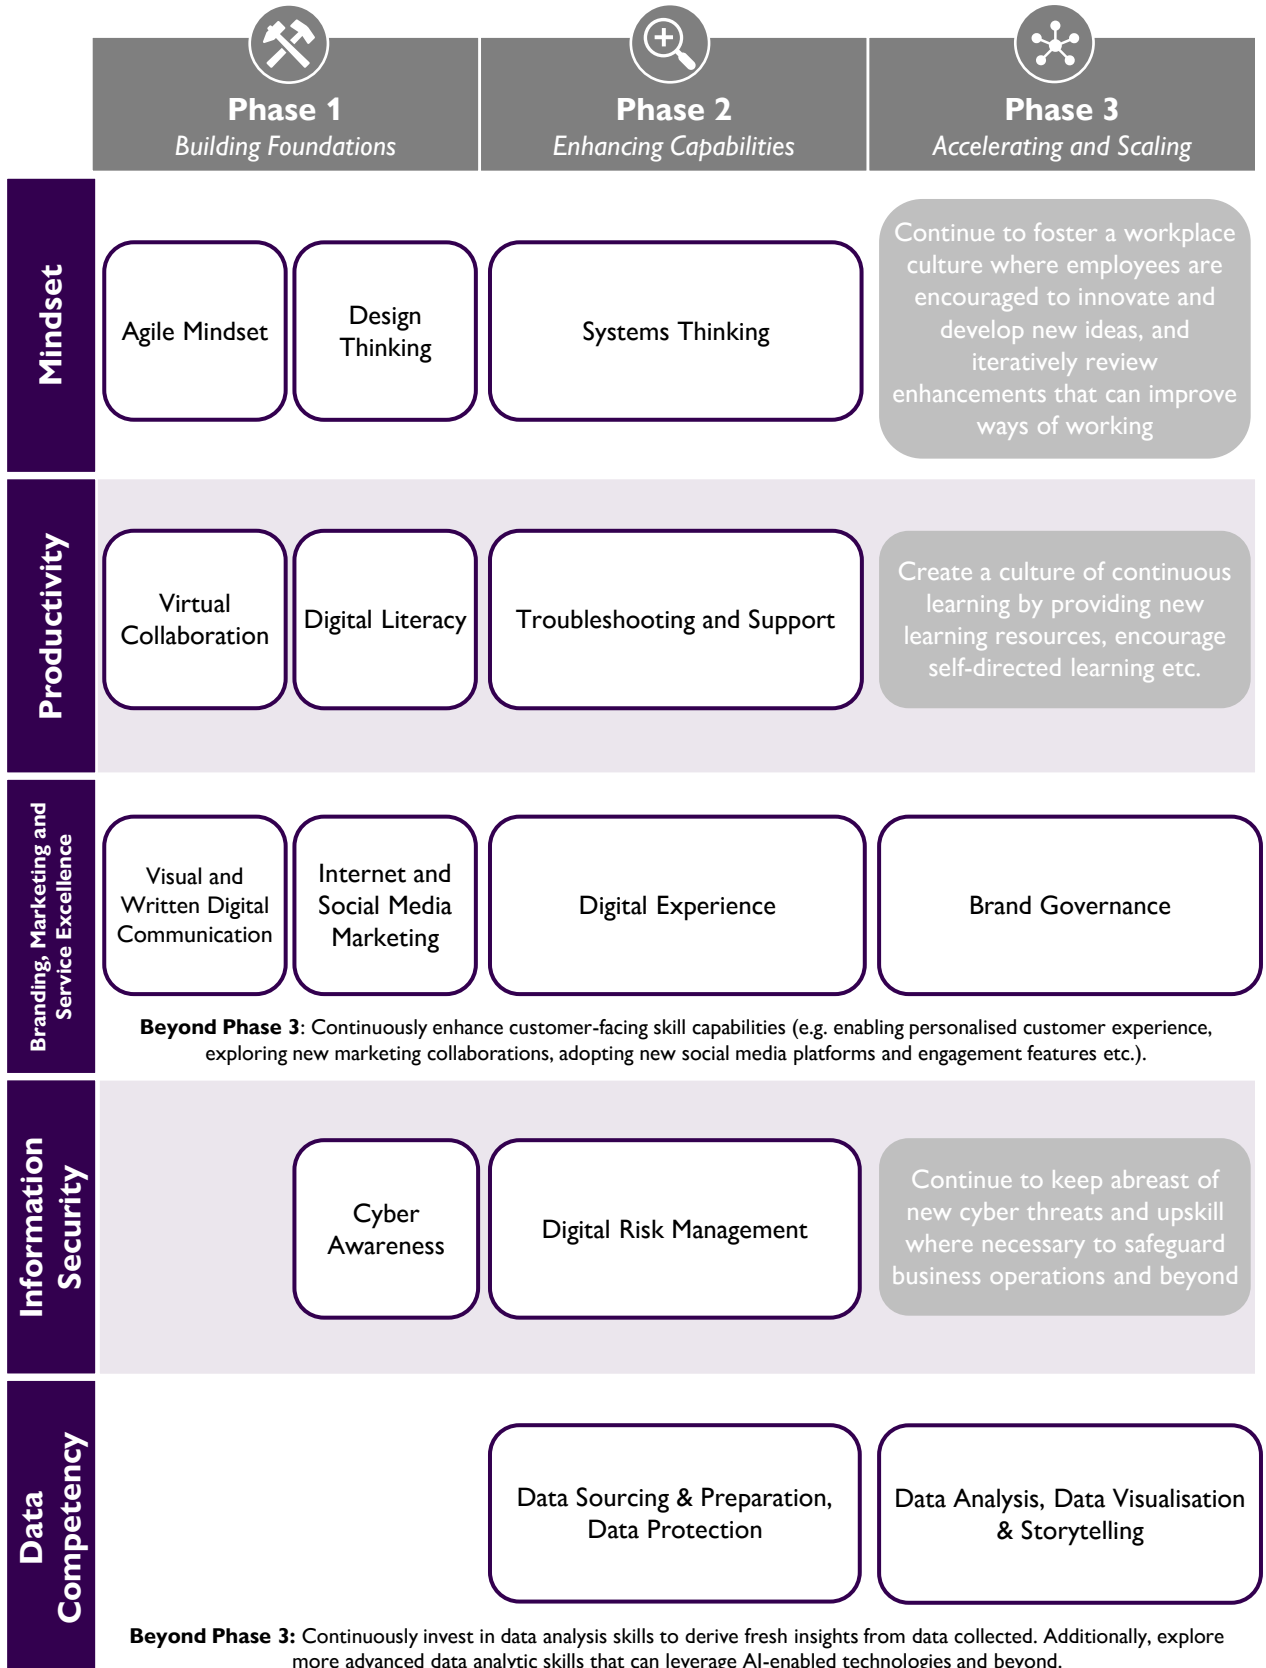 Phase 1
Building Foundations
Phase 2
Enhancing Capabilities
Phase 3
Accelerating and Scaling
Mindset
Agile Mindset
Design
Thinking
Systems Thinking
Continue to foster a workplace
culture where employees are
encouraged to innovate and
develop new ideas, and
iteratively review
enhancements that can improve
ways of working
Productivity
Virtual
Collaboration
Digital Literacy
Troubleshooting and Support
Create a culture of continuous
learning by providing new
learning resources, encourage
self-directed learning etc.
Branding, Marketing and
Service Excellence
Visual and
Written Digital
Communication
Internet and
Social Media
Marketing
Digital Experience
Brand Governance
Beyond Phase 3: Continuously enhance customer-facing skill capabilities (e.g. enabling personalised customer experience,
exploring new marketing collaborations, adopting new social media platforms and engagement features etc.).
Information
Security
Cyber
Awareness
Digital Risk Management
Continue to keep abreast of
new cyber threats and upskill
where necessary to safeguard
business operations and beyond
Data
Competency
Data Sourcing & Preparation,
Data Protection
Data Analysis, Data Visualisation
& Storytelling
Beyond Phase 3: Continuously invest in data analysis skills to derive fresh insights from data collected. Additionally, explore
more advanced data analytic skills that can leverage AI-enabled technologies and beyond.